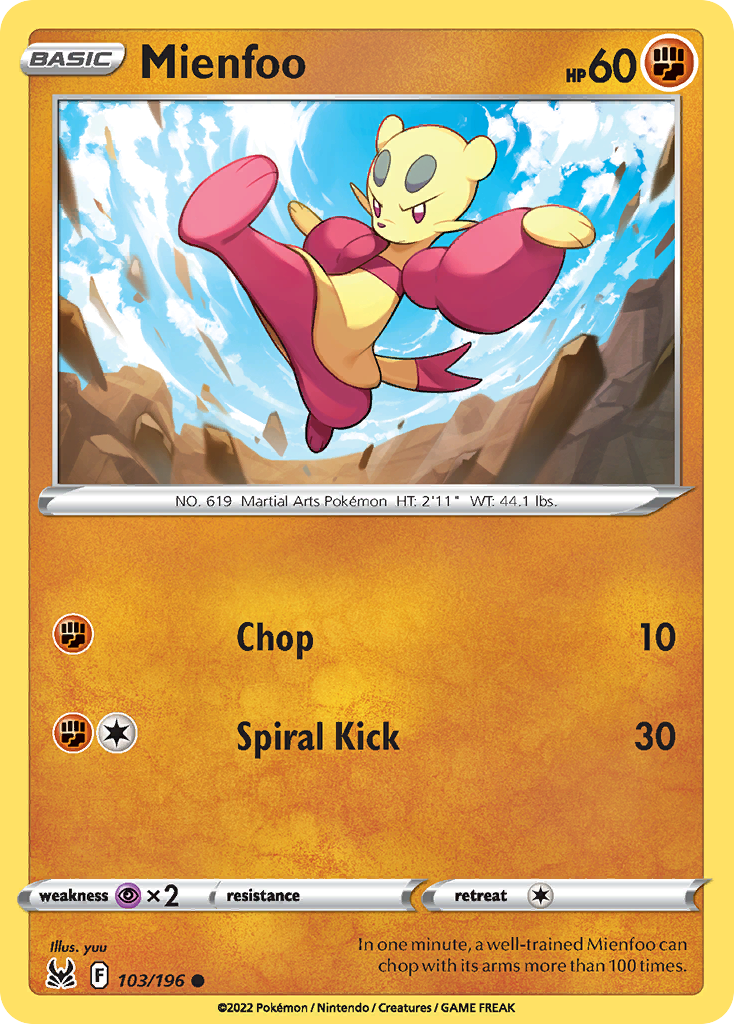 BASIC Mienfoo HP 60
NO. 619 Martial Arts Pokémon HT: 2'11" WT: 44.1 lbs.
Chop 10
Spiral Kick 30
weakness ×2 resistance retreat
Illus. yuu
In one minute, a well-trained Mienfoo can
chop with its arms more than 100 times.
F 103/196
©2022 Pokémon / Nintendo / Creatures / GAME FREAK